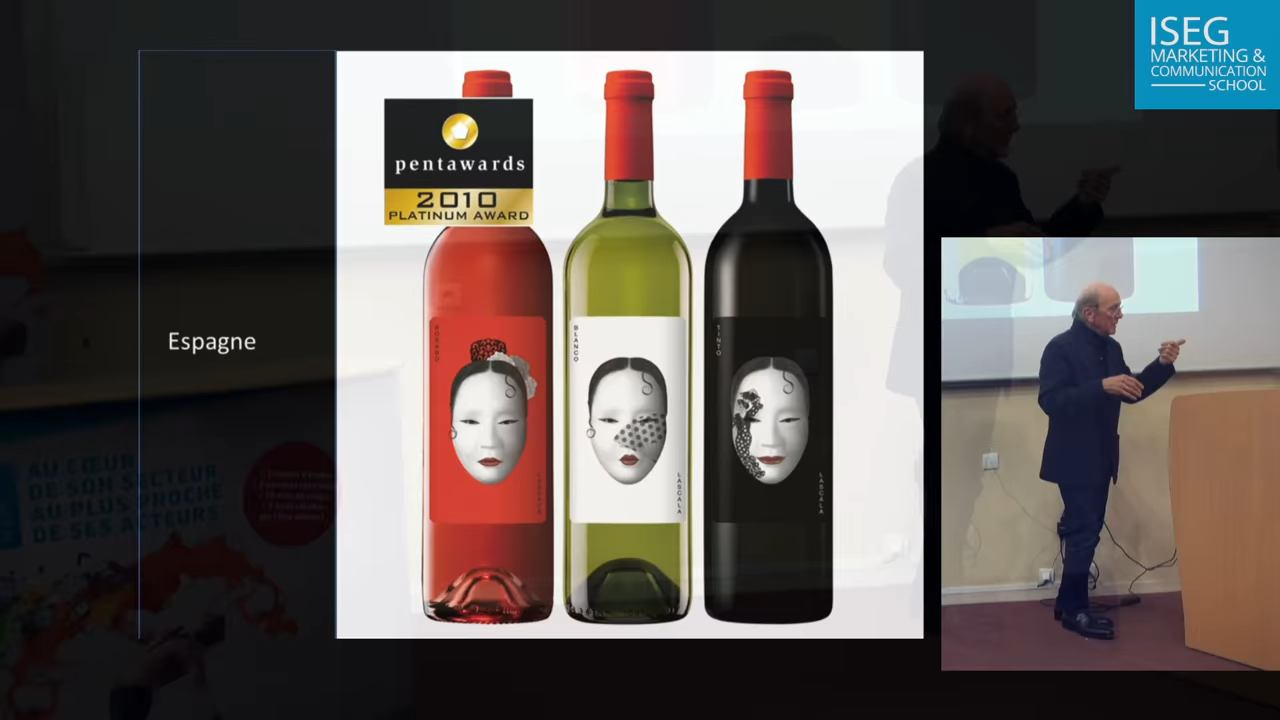 ISEG
MARKETING &
COMMUNICATION
SCHOOL
pentawards
2010
PLATINUM AWARD
Espagne
ROSADO
BLANCO
TINTO
LASCALA
LASCALA
LASCALA
AU CŒUR
DE SON SECTEUR
AU PLUS PROCHE
DE SES ACTEURS